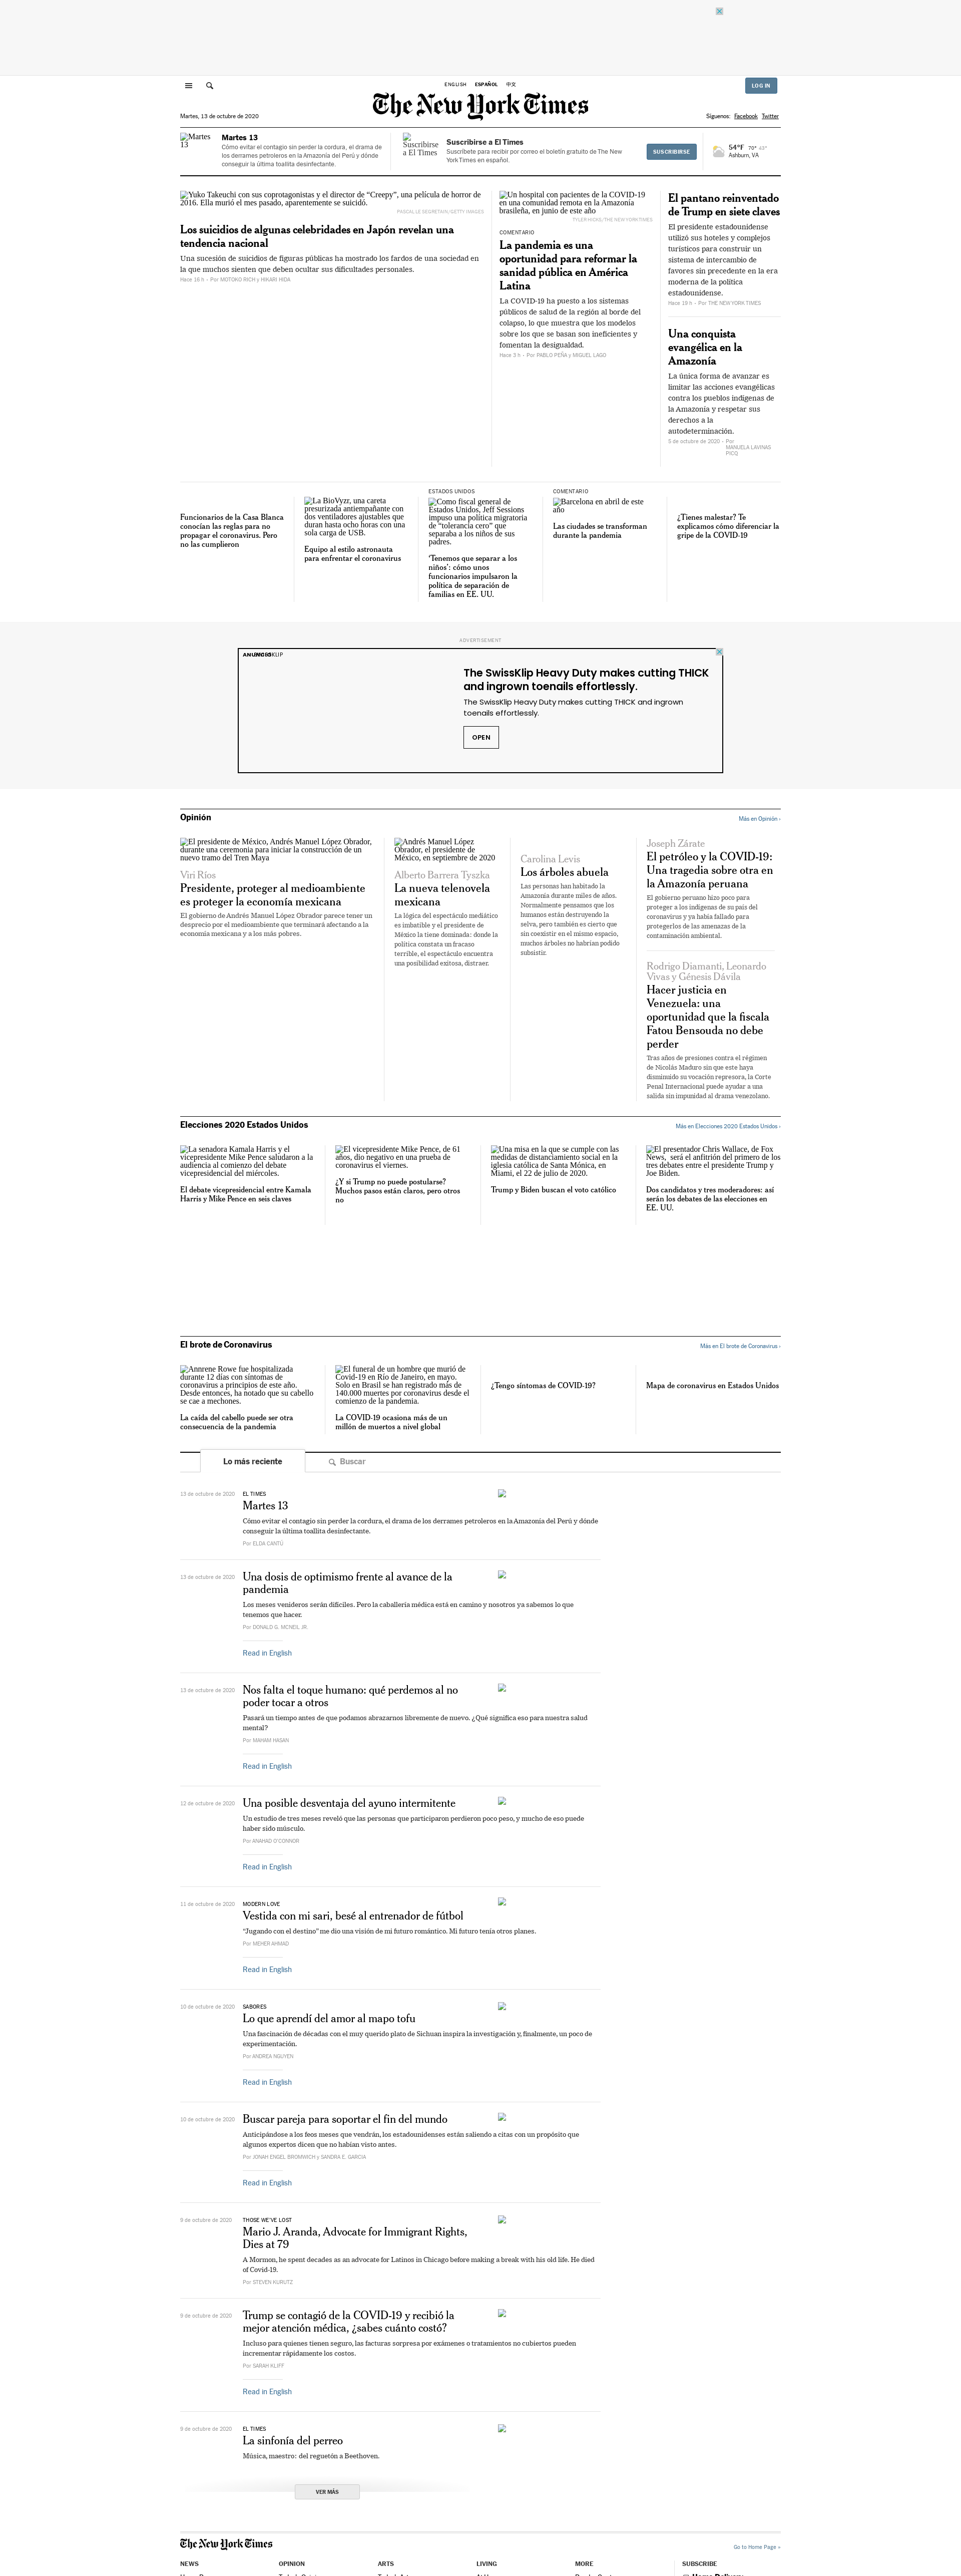 ENGLISH ESPAÑOL 中文
LOG IN
The New York Times
Martes, 13 de octubre de 2020
Síguenos: Facebook Twitter
Martes 13
Martes 13
Cómo evitar el contagio sin perder la cordura, el drama de
los derrames petroleros en la Amazonía del Perú y dónde
conseguir la última toallita desinfectante.
Suscribirse a El Times
Suscribirse a El Times
Suscríbete para recibir por correo el boletín gratuito de The New
York Times en español.
SUSCRIBIRSE
54°F 70° 48°
Ashburn, VA
Yuko Takeuchi con sus coprotagonistas y el director de “Creepy”, una película de horror de
2016. Ella murió el mes pasado, aparentemente se suicidó.
PASCAL LE SEGRETAIN/GETTY IMAGES
Los suicidios de algunas celebridades en Japón revelan una
tendencia nacional
Una sucesión de suicidios de figuras públicas ha mostrado los fardos de una sociedad en
la que muchos sienten que deben ocultar sus dificultades personales.
Hace 16 h - Por MOTOKO RICH y HIKARI HIDA
Un hospital con pacientes de la COVID-19
en una comunidad remota en la Amazonía
brasileña, en junio de este año
TYLER HICKS/THE NEW YORK TIMES
COMENTARIO
La pandemia es una
oportunidad para reformar la
sanidad pública en América
Latina
La COVID-19 ha puesto a los sistemas
públicos de salud de la región al borde del
colapso, lo que muestra que los modelos
sobre los que se basan son ineficientes y
fomentan la desigualdad.
Hace 3 h - Por PABLO PEÑA y MIGUEL LAGO
El pantano reinventado
de Trump en siete claves
El presidente estadounidense
utilizó sus hoteles y complejos
turísticos para construir un
sistema de intercambio de
favores sin precedente en la era
moderna de la política
estadounidense.
Hace 19 h - Por THE NEW YORK TIMES
Una conquista
evangélica en la
Amazonía
La única forma de avanzar es
limitar las acciones evangélicas
contra los pueblos indígenas de
la Amazonía y respetar sus
derechos a la
autodeterminación.
5 de octubre de 2020 - Por
MANUELA LAVINAS
PICQ
Funcionarios de la Casa Blanca
conocían las reglas para no
propagar el coronavirus. Pero
no las cumplieron
La BioVyzr, una careta
presurizada antiempañante con
dos ventiladores ajustables que
duran hasta ocho horas con una
sola carga de USB.
Equipo al estilo astronauta
para enfrentar el coronavirus
ESTADOS UNIDOS
Como fiscal general de
Estados Unidos, Jeff Sessions
impuso una política migratoria
de “tolerancia cero” que
separaba a los niños de sus
padres.
‘Tenemos que separar a los
niños’: cómo unos
funcionarios impulsaron la
política de separación de
familias en EE. UU.
COMENTARIO
Barcelona en abril de este
año
Las ciudades se transforman
durante la pandemia
¿Tienes malestar? Te
explicamos cómo diferenciar la
gripe de la COVID-19
ADVERTISEMENT
The SwissKlip Heavy Duty makes cutting THICK
and ingrown toenails effortlessly.
The SwissKlip Heavy Duty makes cutting THICK and ingrown
toenails effortlessly.
OPEN
Opinión
Más en Opinión ›
El presidente de México, Andrés Manuel López Obrador,
durante una ceremonia para iniciar la construcción de un
nuevo tramo del Tren Maya
Viri Ríos
Presidente, proteger al medioambiente
es proteger la economía mexicana
El gobierno de Andrés Manuel López Obrador parece tener un
desprecio por el medioambiente que terminará afectando a la
economía mexicana y a los más pobres.
Andrés Manuel López
Obrador, el presidente de
México, en septiembre de 2020
Alberto Barrera Tyszka
La nueva telenovela
mexicana
La lógica del espectáculo mediático
es imbatible y el presidente de
México la tiene dominada: donde la
política constata un fracaso
terrible, el espectáculo encuentra
una posibilidad exitosa, distraer.
Carolina Levis
Los árboles abuela
Las personas han habitado la
Amazonía durante miles de años.
Normalmente pensamos que los
humanos están destruyendo la
selva, pero también es cierto que
sin coexistir en el mismo espacio,
muchos árboles no habrían podido
subsistir.
Joseph Zárate
El petróleo y la COVID-19:
Una tragedia sobre otra en
la Amazonía peruana
El gobierno peruano hizo poco para
proteger a los indígenas de su país del
coronavirus y ya había fallado para
protegerlos de las amenazas de la
contaminación ambiental.
Rodrigo Diamanti, Leonardo
Vivas y Génesis Dávila
Hacer justicia en
Venezuela: una
oportunidad que la fiscala
Fatou Bensouda no debe
perder
Tras años de presiones contra el régimen
de Nicolás Maduro sin que este haya
disminuido su vocación represora, la Corte
Penal Internacional puede ayudar a una
salida sin impunidad al drama venezolano.
Elecciones 2020 Estados Unidos
Más en Elecciones 2020 Estados Unidos ›
La senadora Kamala Harris y el
vicepresidente Mike Pence saludaron a la
audiencia al comienzo del debate
vicepresidencial del miércoles.
El debate vicepresidencial entre Kamala
Harris y Mike Pence en seis claves
El vicepresidente Mike Pence, de 61
años, dio negativo en una prueba de
coronavirus el viernes.
¿Y si Trump no puede postularse?
Muchos pasos están claros, pero otros
no
Una misa en la que se cumple con las
medidas de distanciamiento social en la
iglesia católica de Santa Mónica, en
Miami, el 22 de julio de 2020.
Trump y Biden buscan el voto católico
El presentador Chris Wallace, de Fox
News, será el anfitrión del primero de los
tres debates entre el presidente Trump y
Joe Biden.
Dos candidatos y tres moderadores: así
serán los debates de las elecciones en
EE. UU.
El brote de Coronavirus
Más en El brote de Coronavirus ›
Annrene Rowe fue hospitalizada
durante 12 días con síntomas de
coronavirus a principios de este año.
Desde entonces, ha notado que su cabello
se cae a mechones.
La caída del cabello puede ser otra
consecuencia de la pandemia
El funeral de un hombre que murió de
Covid-19 en Río de Janeiro, en mayo.
Solo en Brasil se han registrado más de
140.000 muertes por coronavirus desde el
comienzo de la pandemia.
La COVID-19 ocasiona más de un
millón de muertos a nivel global
¿Tengo síntomas de COVID-19?
Mapa de coronavirus en Estados Unidos
Lo más reciente
Buscar
13 de octubre de 2020
EL TIMES
Martes 13
Cómo evitar el contagio sin perder la cordura, el drama de los derrames petroleros en la Amazonía del Perú y dónde
conseguir la última toallita desinfectante.
Por ELDA CANTÚ
13 de octubre de 2020
Una dosis de optimismo frente al avance de la
pandemia
Los meses venideros serán difíciles. Pero la caballería médica está en camino y nosotros ya sabemos lo que
tenemos que hacer.
Por DONALD G. MCNEIL JR.
Read in English
13 de octubre de 2020
Nos falta el toque humano: qué perdemos al no
poder tocar a otros
Pasará un tiempo antes de que podamos abrazarnos libremente de nuevo. ¿Qué significa eso para nuestra salud
mental?
Por MAHAM HASAN
Read in English
12 de octubre de 2020
Una posible desventaja del ayuno intermitente
Un estudio de tres meses reveló que las personas que participaron perdieron poco peso, y mucho de eso puede
haber sido músculo.
Por ANAHAD O’CONNOR
Read in English
11 de octubre de 2020
MODERN LOVE
Vestida con mi sari, besé al entrenador de fútbol
“Jugando con el destino” me dio una visión de mi futuro romántico. Mi futuro tenía otros planes.
Por MEHER AHMAD
Read in English
10 de octubre de 2020
SABORES
Lo que aprendí del amor al mapo tofu
Una fascinación de décadas con el muy querido plato de Sichuan inspira la investigación y, finalmente, un poco de
experimentación.
Por ANDREA NGUYEN
Read in English
10 de octubre de 2020
Buscar pareja para soportar el fin del mundo
Anticipándose a los feos meses que vendrán, los estadounidenses están saliendo a citas con un propósito que
algunos expertos dicen que no habían visto antes.
Por JONAH ENGEL BROMWICH y SANDRA E. GARCIA
Read in English
9 de octubre de 2020
THOSE WE’VE LOST
Mario J. Aranda, Advocate for Immigrant Rights,
Dies at 79
A Mormon, he spent decades as an advocate for Latinos in Chicago before making a break with his old life. He died
of Covid-19.
Por STEVEN KURUTZ
9 de octubre de 2020
Trump se contagió de la COVID-19 y recibió la
mejor atención médica, ¿sabes cuánto costó?
Incluso para quienes tienen seguro, las facturas sorpresa por exámenes o tratamientos no cubiertos pueden
incrementar rápidamente los costos.
Por SARAH KLIFF
Read in English
9 de octubre de 2020
EL TIMES
La sinfonía del perreo
Música, maestro: del reguetón a Beethoven.
VER MÁS
The New York Times
Go to Home Page »
NEWS
OPINION
ARTS
LIVING
MORE
SUBSCRIBE